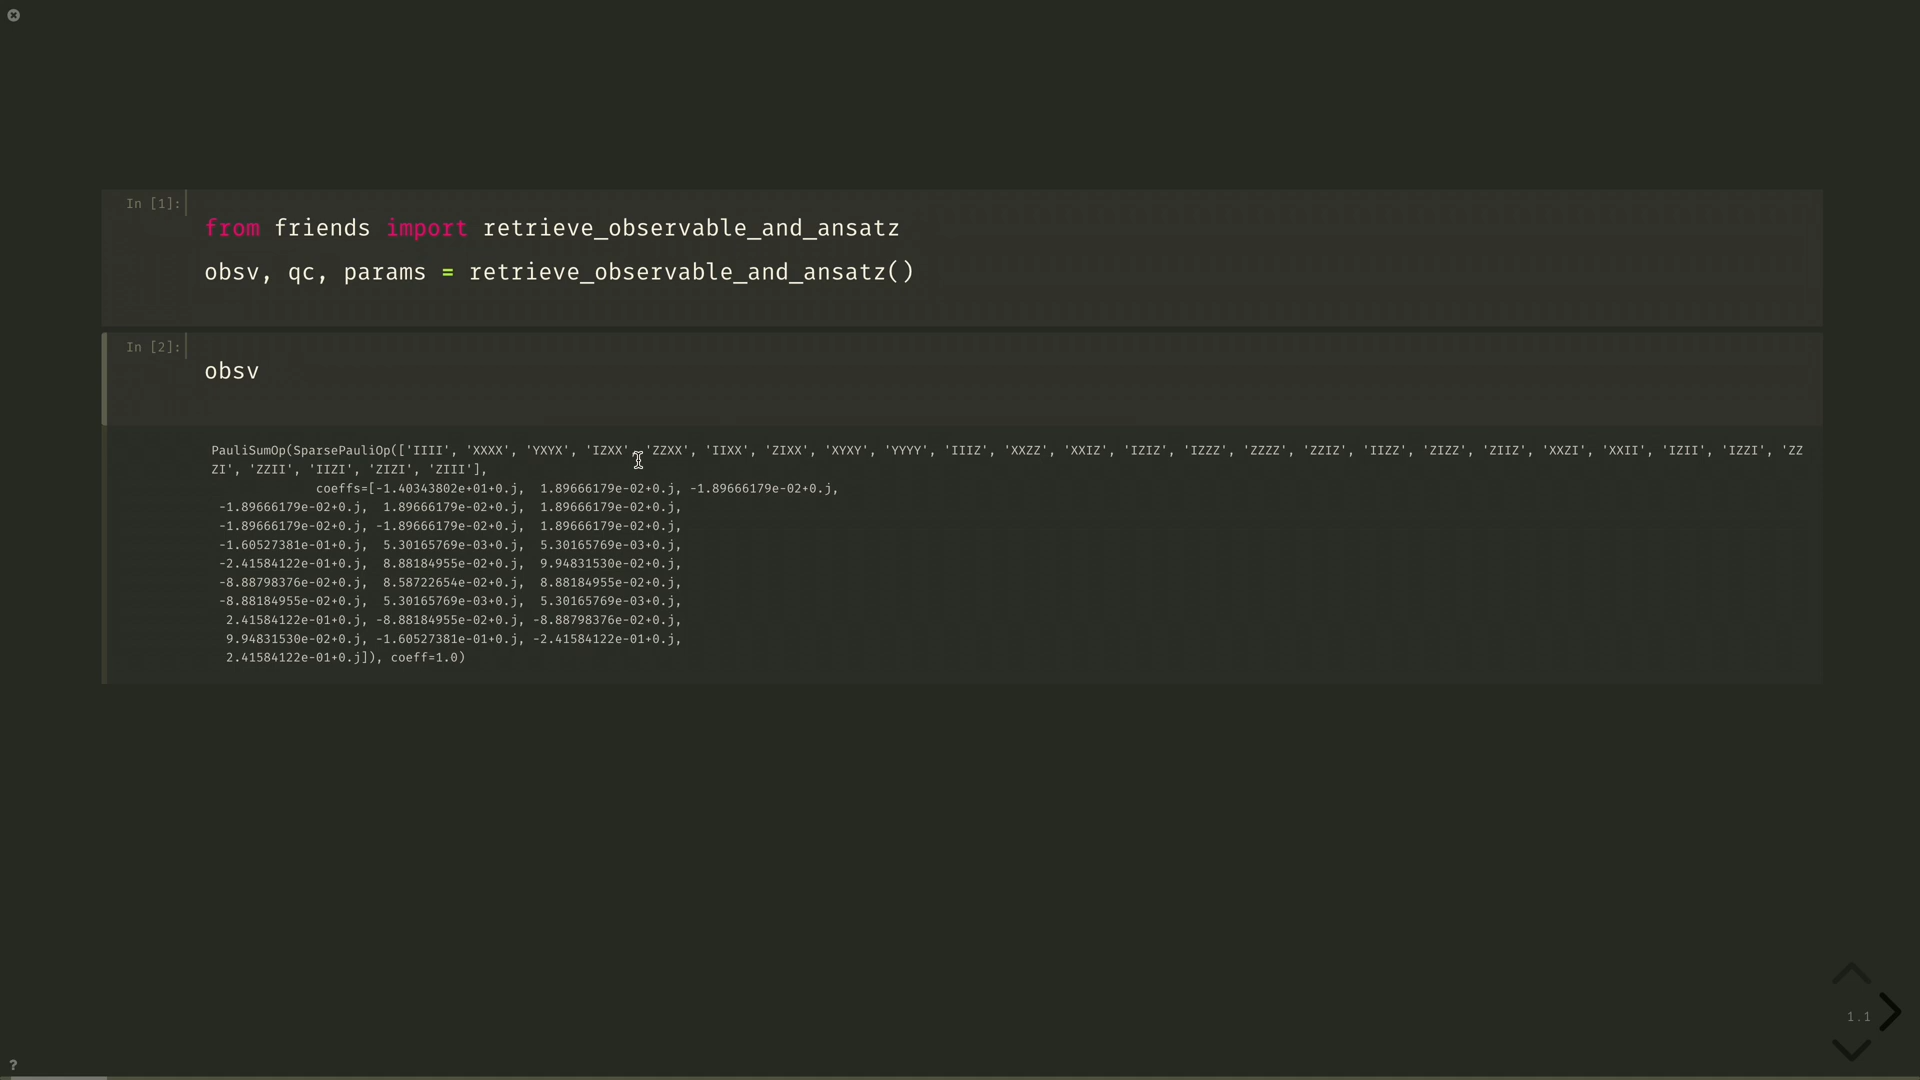 In [1]:
from friends import retrieve_observable_and_ansatz
obsv, qc, params = retrieve_observable_and_ansatz()
In [2]:
obsv
PauliSumOp(SparsePauliOp(['IIII', 'XXXX', 'YXYX', 'IZXX', 'ZZXX', 'IIXX', 'ZIXX', 'XYXY', 'YYYY', 'IIIZ', 'XXZZ', 'XXIZ', 'IZIZ', 'IZZZ', 'ZZZZ', 'ZZIZ', 'IIZZ', 'ZIZZ', 'ZIIZ', 'XXZI', 'XXII', 'IZII', 'IZZI', 'ZZ
ZI', 'ZZII', 'IIZI', 'ZIZI', 'ZIII'],
coeffs=[-1.40343802e+01+0.j,  1.89666179e-02+0.j, -1.89666179e-02+0.j,
-1.89666179e-02+0.j,  1.89666179e-02+0.j,  1.89666179e-02+0.j,
-1.89666179e-02+0.j, -1.89666179e-02+0.j,  1.89666179e-02+0.j,
-1.60527381e-01+0.j,  5.30165769e-03+0.j,  5.30165769e-03+0.j,
-2.41584122e-01+0.j,  8.88184955e-02+0.j,  9.94831530e-02+0.j,
-8.88798376e-02+0.j,  8.58722654e-02+0.j,  8.88184955e-02+0.j,
-8.88184955e-02+0.j,  5.30165769e-03+0.j,  5.30165769e-03+0.j,
2.41584122e-01+0.j, -8.88184955e-02+0.j, -8.88798376e-02+0.j,
9.94831530e-02+0.j, -1.60527381e-01+0.j, -2.41584122e-01+0.j,
2.41584122e-01+0.j]), coeff=1.0)
1.1
?